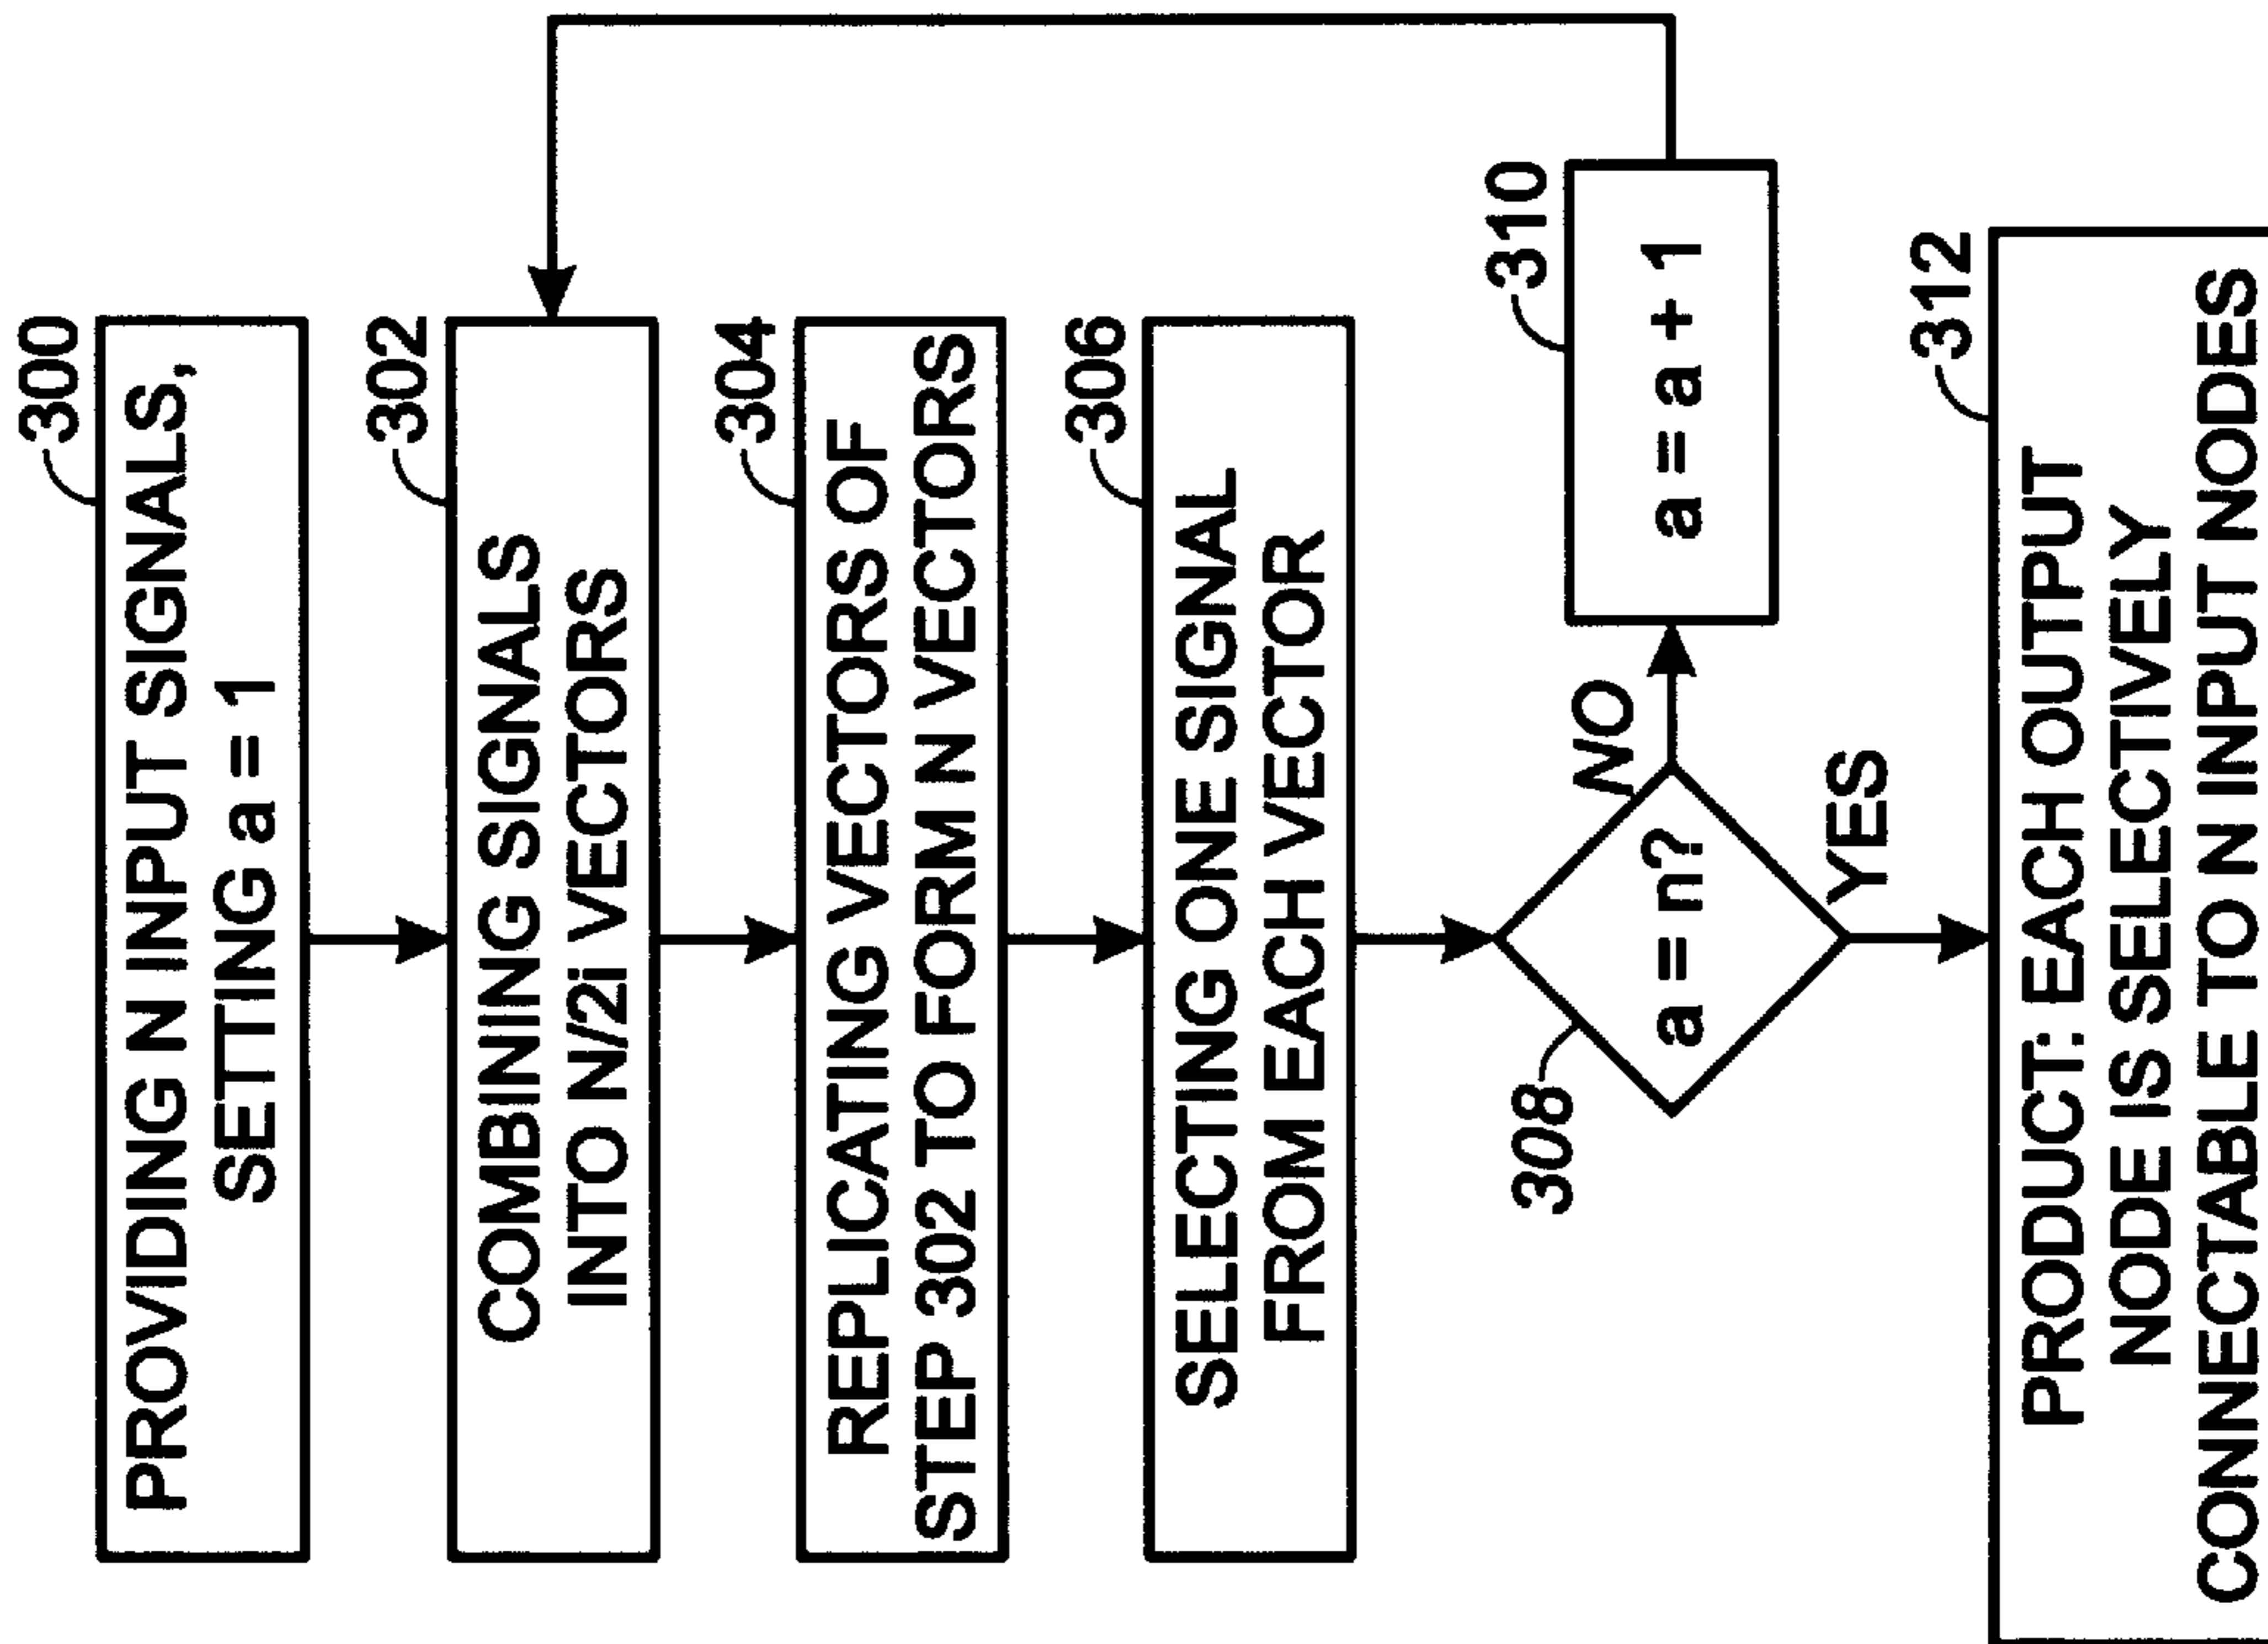 300
PROVIDING N INPUT SIGNALS,
SETTING a = 1
302
COMBINING SIGNALS
INTO N/2i VECTORS
304
REPLICATING VECTORS OF
STEP 302 TO FORM N VECTORS
306
SELECTING ONE SIGNAL
FROM EACH VECTOR
308
a = n?
NO
310
a = a + 1
YES
312
PRODUCT: EACH OUTPUT
NODE IS SELECTIVELY
CONNECTABLE TO N INPUT NODES